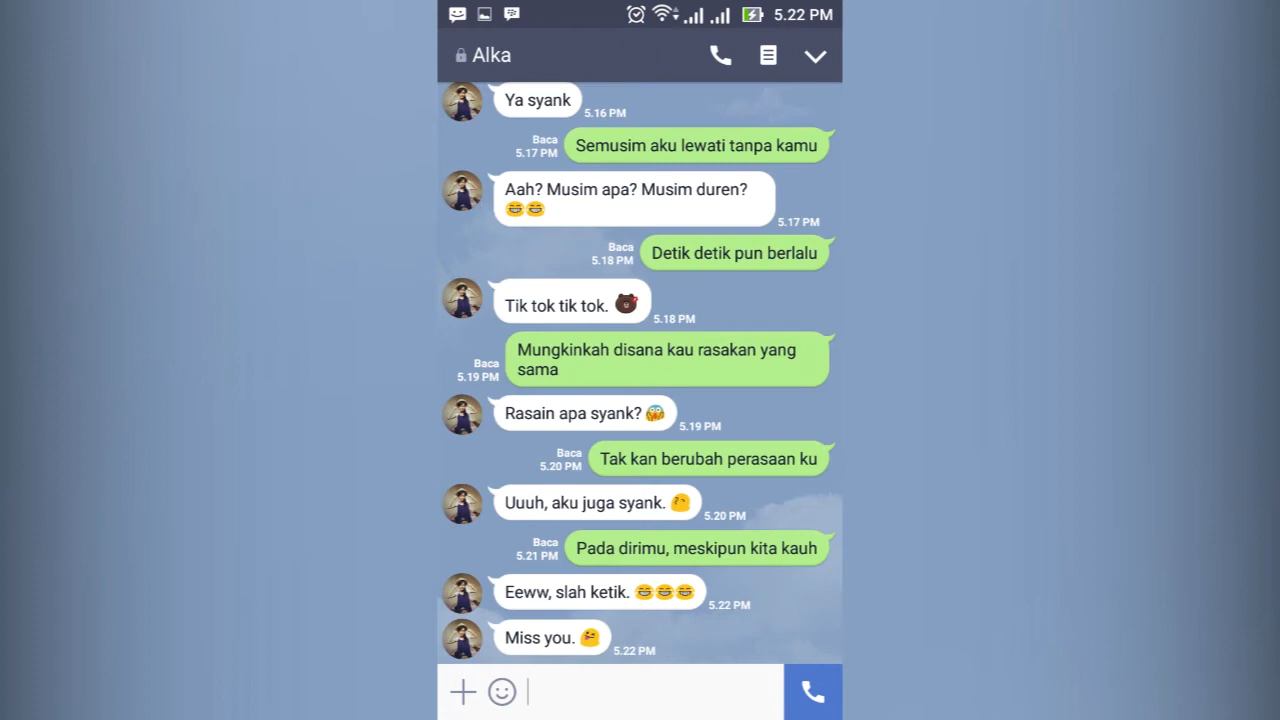 5.22 PM
Alka
Ya syank
5.16 PM
Baca
5.17 PM
Semusim aku lewati tanpa kamu
Aah? Musim apa? Musim duren?
😂😂
5.17 PM
Baca
5.18 PM
Detik detik pun berlalu
Tik tok tik tok.
5.18 PM
Mungkinkah disana kau rasakan yang
sama
Baca
5.19 PM
Rasain apa syank? 😱
5.19 PM
Baca
5.20 PM
Tak kan berubah perasaan ku
Uuuh, aku juga syank.
5.20 PM
Baca
5.21 PM
Pada dirimu, meskipun kita kauh
Eeww, slah ketik. 😂😂😂
5.22 PM
Miss you. 😘
5.22 PM